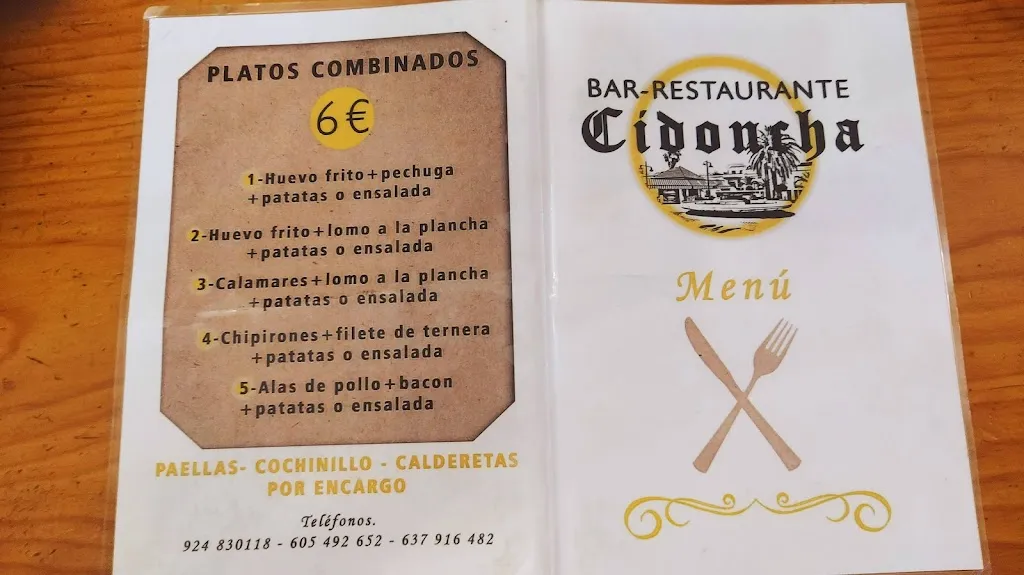 PLATOS COMBINADOS
6€
1-Huevo frito+pechuga
+patatas o ensalada
2-Huevo frito+lomo a la plancha
+patatas o ensalada
3-Calamares+lomo a la plancha
+patatas o ensalada
4-Chipirones+filete de ternera
+patatas o ensalada
5-Alas de pollo+bacon
+patatas o ensalada
PAELLAS- COCHINILLO - CALDERETAS
POR ENCARGO
Teléfonos.
924 830118 - 605 492 652 - 637 916 482
BAR-RESTAURANTE
Cidoncha
Menú